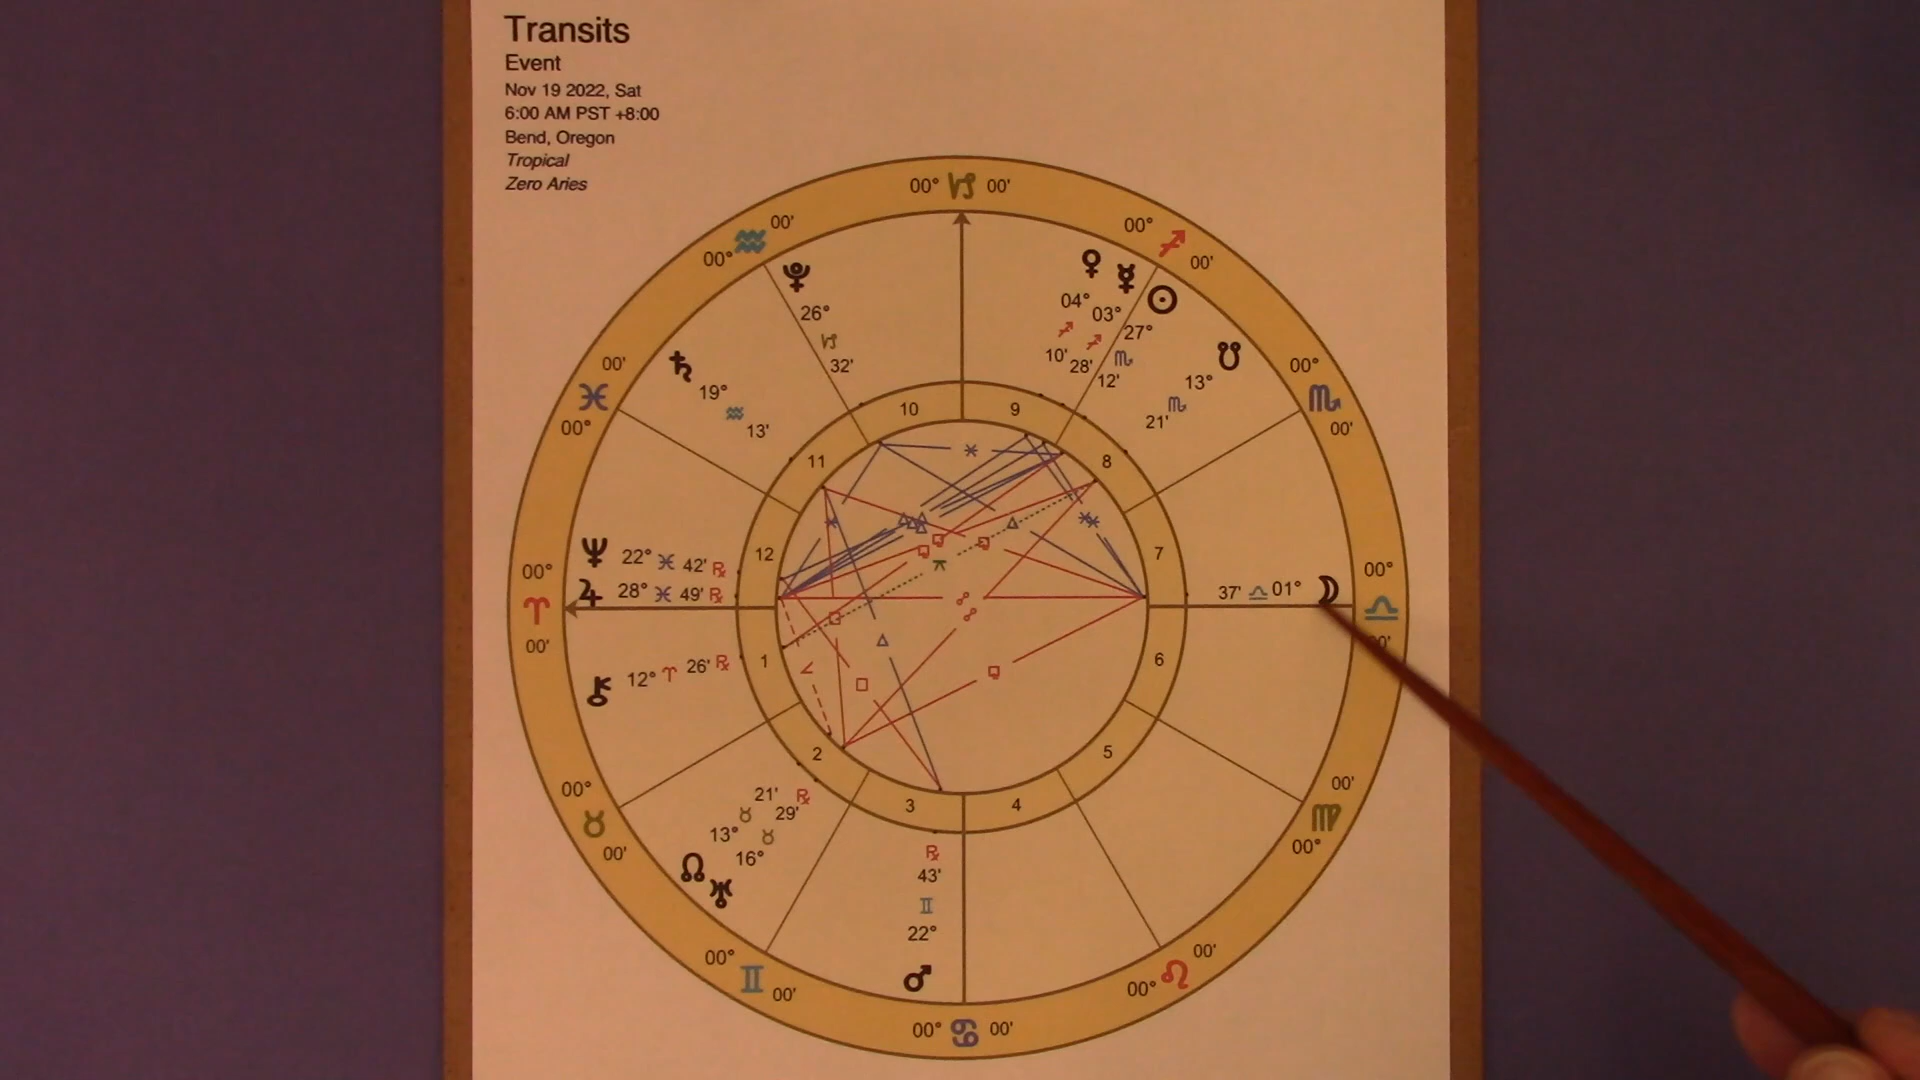 Transits
Event
Nov 19 2022, Sat
6:00 AM PST +8:00
Bend, Oregon
Tropical
Zero Aries
00° ♑ 00'
00° ♐ 00'
00° ♏ 00'
00° ♎ 00'
00° ♍ 00'
00° ♌ 00'
00° ♋ 00'
00° ♊ 00'
00° ♉ 00'
00° ♈ 00'
00° ♓ 00'
00° ♒ 00'
♇ 26° ♑ 32'
♀ 04° ♐ 10'
☿ 03° ♐ 28'
☉ 27° ♏ 12'
☋ 13° ♏ 21'
♄ 19° ♒ 13'
♆ 22° ♓ 42' ℞
♃ 28° ♓ 49' ℞
37' ♎ 01° ☽
⚷ 12° ♈ 26' ℞
☊ 13° ♉ 21'
♅ 16° ♉ 29' ℞
℞ 43' ♊ 22° ♂
10
9
11
8
12
7
1
6
2
5
3
4